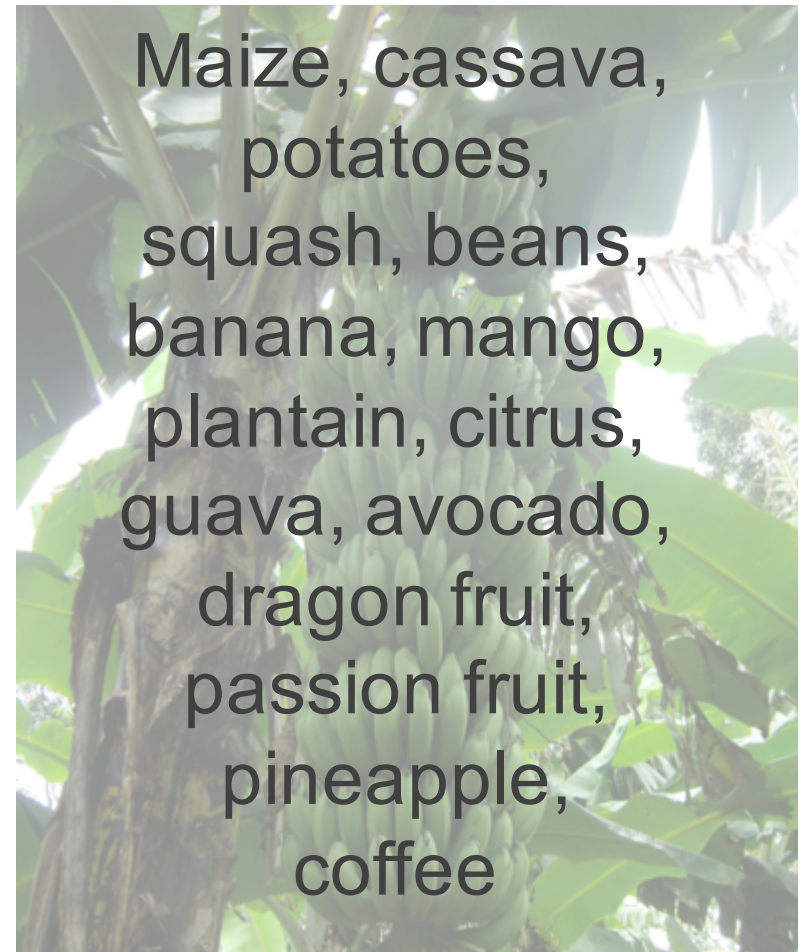 Maize, cassava,
potatoes,
squash, beans,
banana, mango,
plantain, citrus,
guava, avocado,
dragon fruit,
passion fruit,
pineapple,
coffee